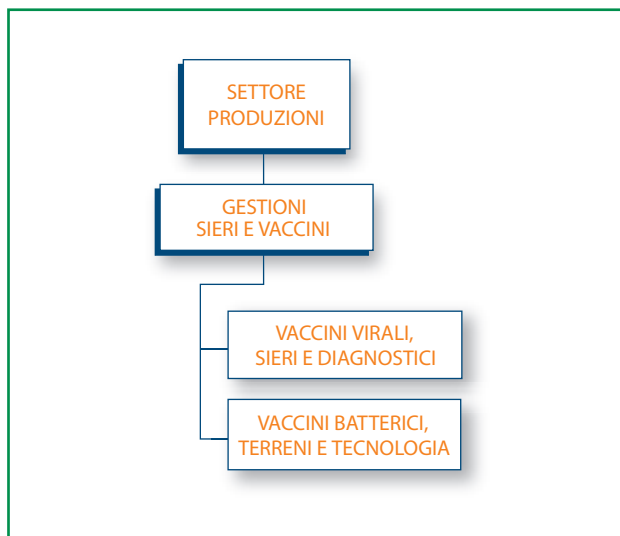 SETTORE
PRODUZIONI
GESTIONI
SIERI E VACCINI
VACCINI VIRALI,
SIERI E DIAGNOSTICI
VACCINI BATTERICI,
TERRENI E TECNOLOGIA